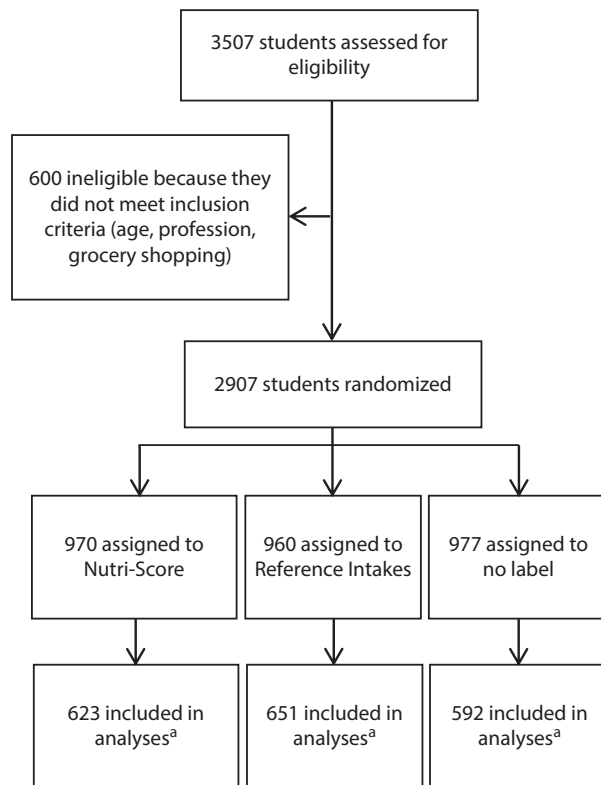 3507 students assessed for
eligibility
600 ineligible because they
did not meet inclusion
criteria (age, profession,
grocery shopping)
2907 students randomized
970 assigned to
Nutri-Score
960 assigned to
Reference Intakes
977 assigned to
no label
623 included in
analysesᵃ
651 included in
analysesᵃ
592 included in
analysesᵃ